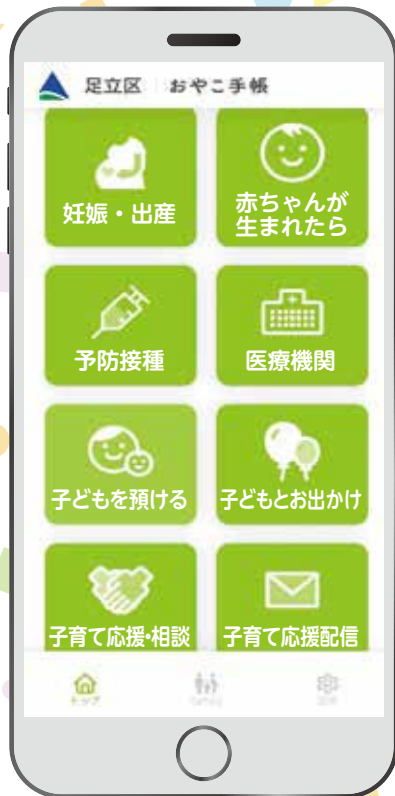 足立区 おやこ手帳
妊娠・出産
赤ちゃんが
生まれたら
予防接種
医療機関
子どもを預ける
子どもとお出かけ
子育て応援・相談
子育て応援配信
トップ